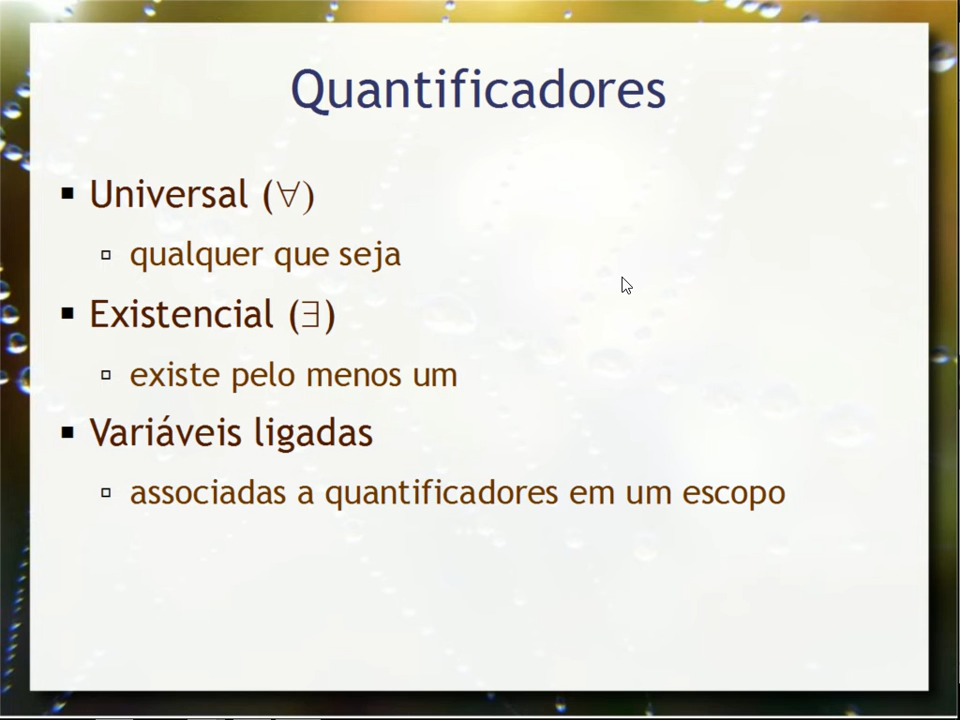 Quantificadores
Universal (∀)
qualquer que seja
Existencial (∃)
existe pelo menos um
Variáveis ligadas
associadas a quantificadores em um escopo